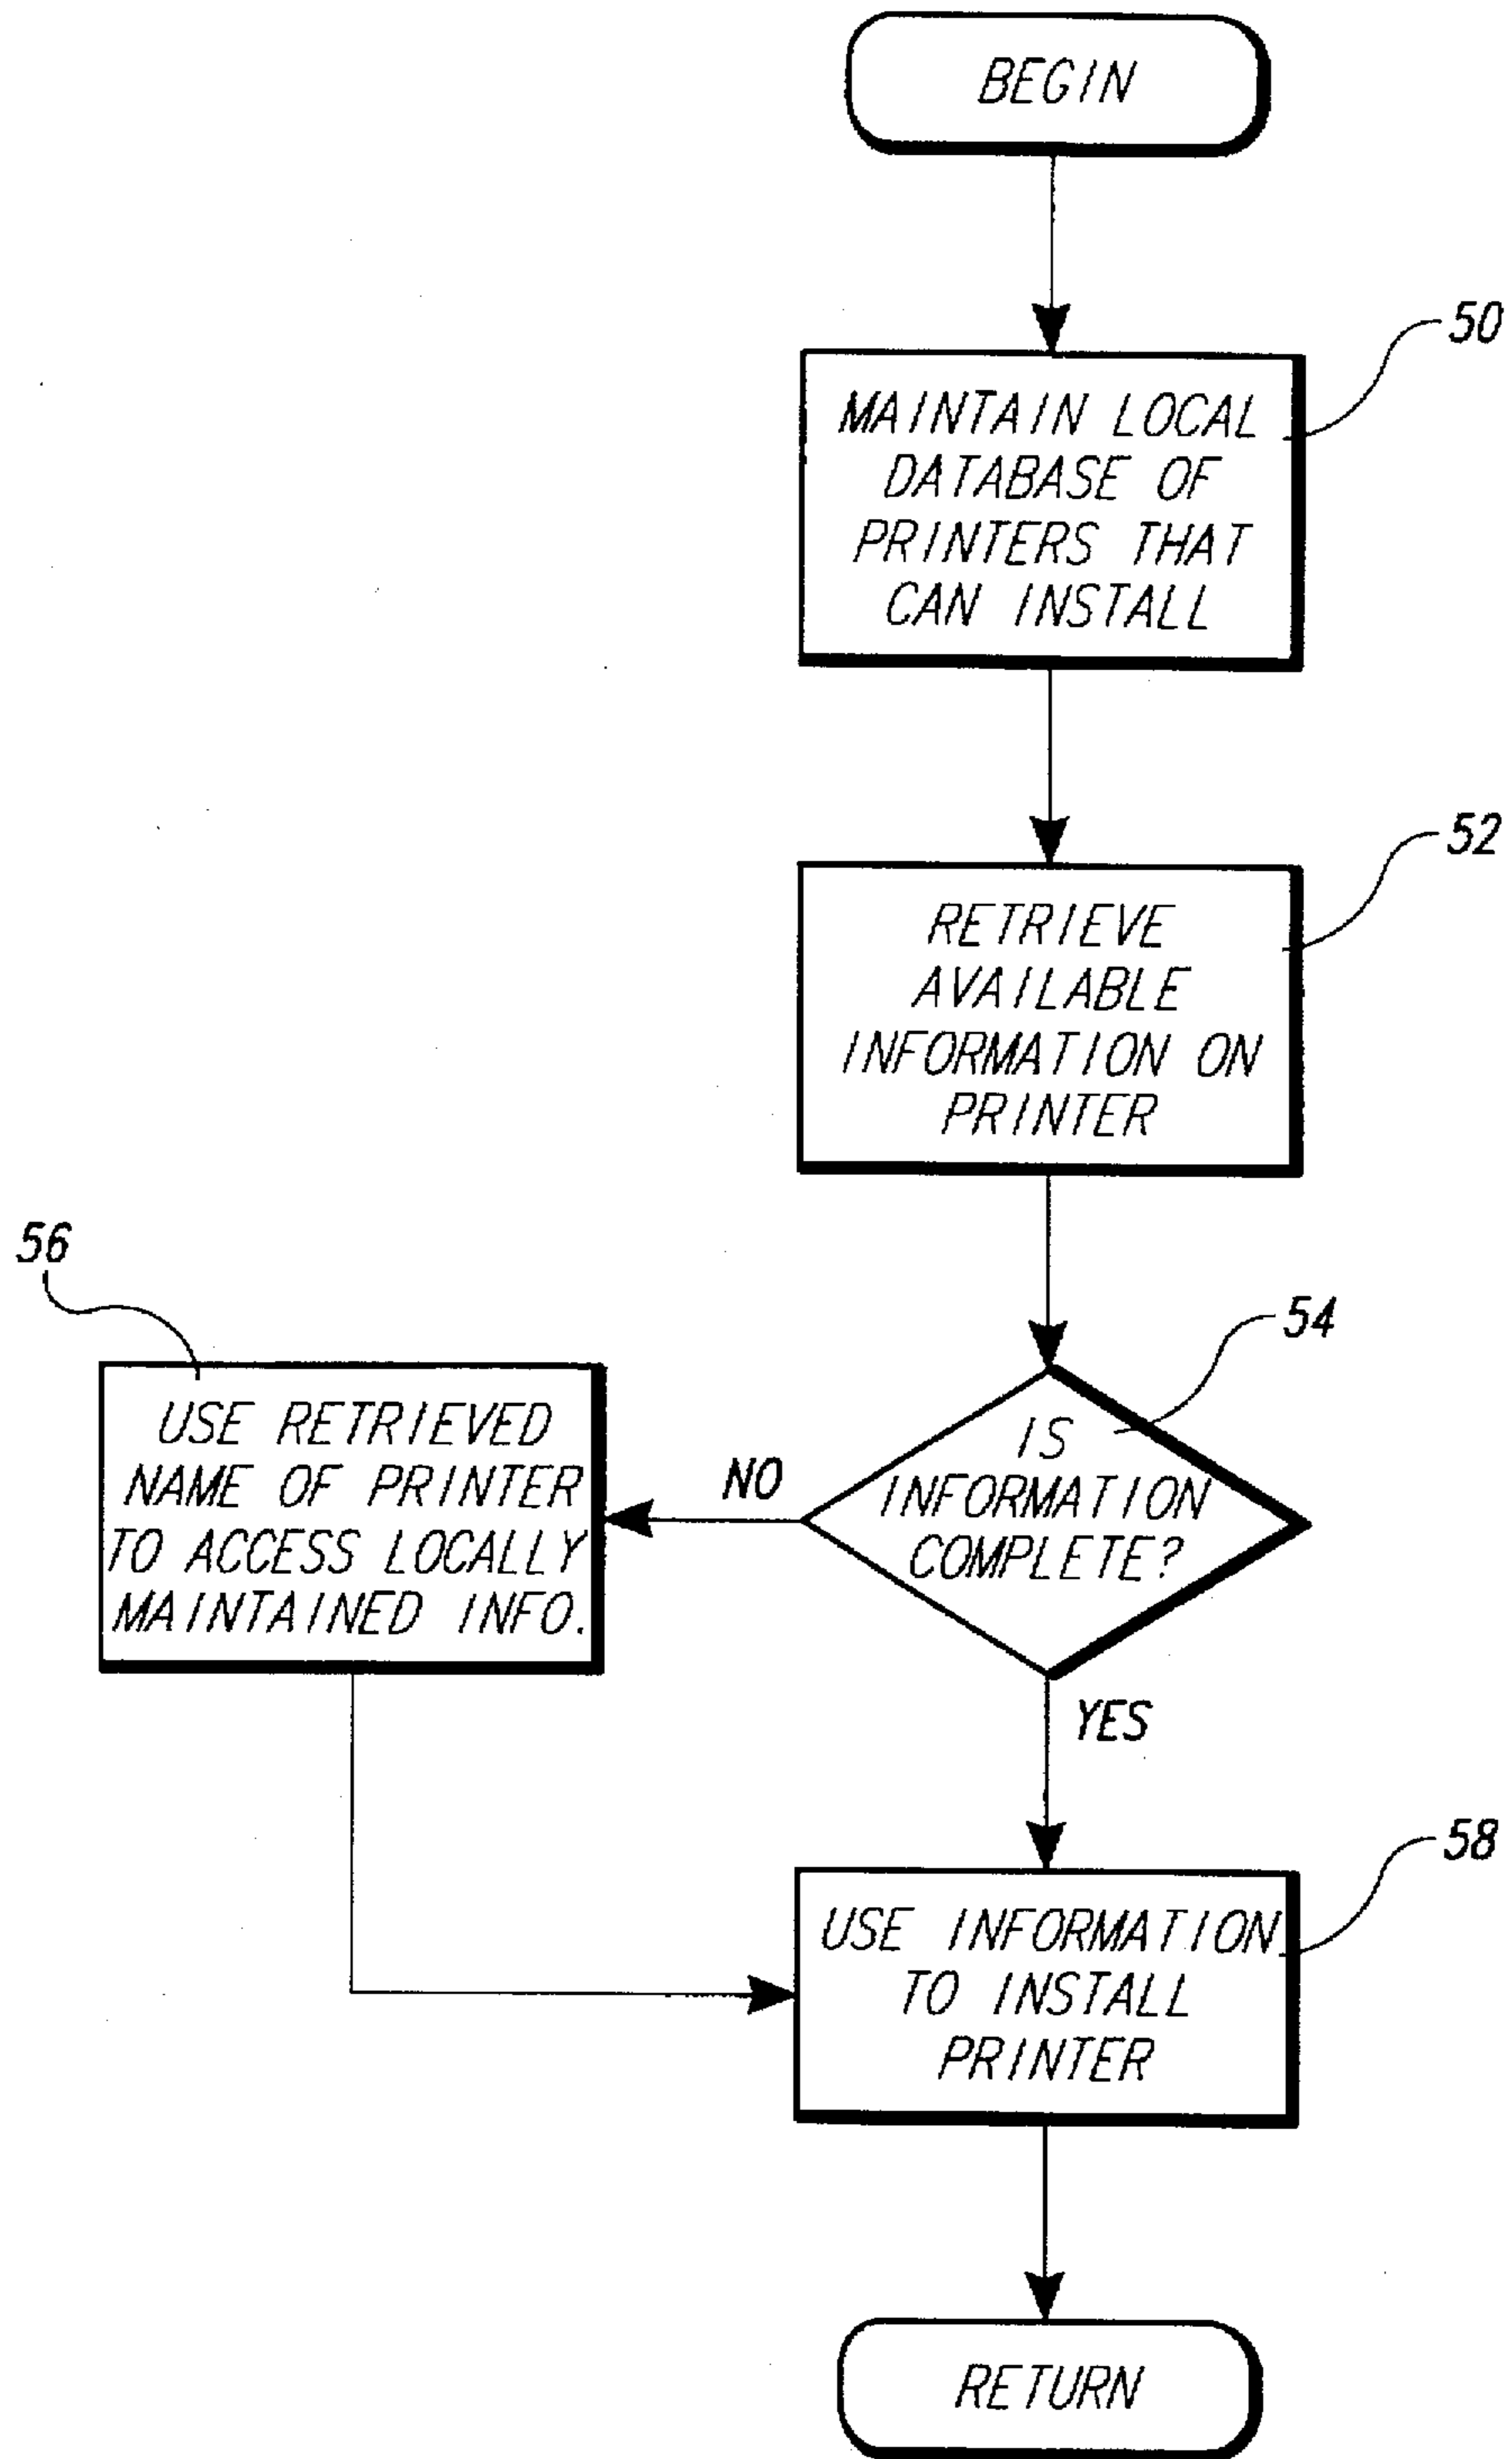 BEGIN
50
MAINTAIN LOCAL
DATABASE OF
PRINTERS THAT
CAN INSTALL
52
RETRIEVE
AVAILABLE
INFORMATION ON
PRINTER
54
IS
INFORMATION
COMPLETE?
NO
56
USE RETRIEVED
NAME OF PRINTER
TO ACCESS LOCALLY
MAINTAINED INFO.
YES
58
USE INFORMATION
TO INSTALL
PRINTER
RETURN